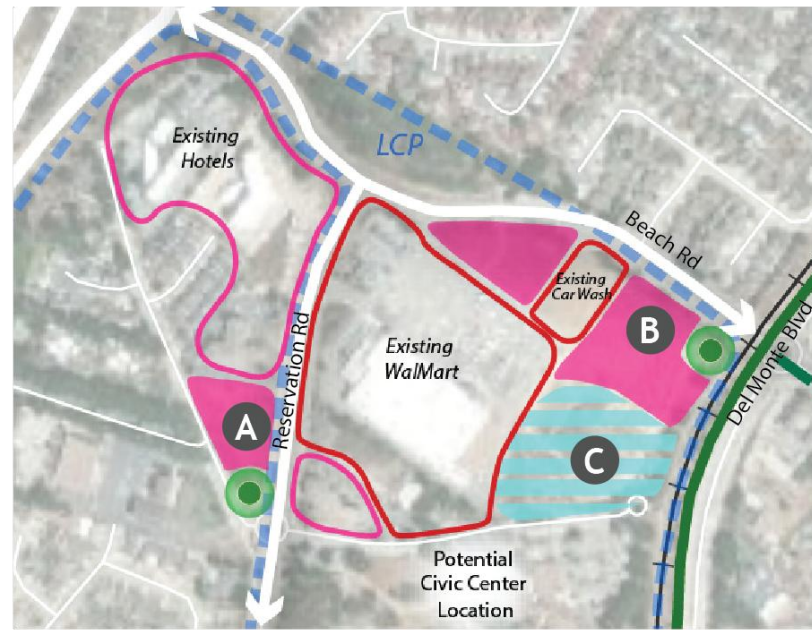 Existing
Hotels
LCP
Beach Rd
Existing
Car Wash
B
Del Monte Blvd
Existing
WalMart
Reservation Rd
A
C
Potential
Civic Center
Location